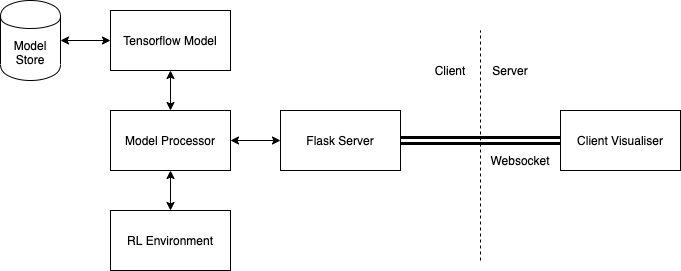 Model
Store
Tensorflow Model
Client
Server
Model Processor
Flask Server
Client Visualiser
Websocket
RL Environment